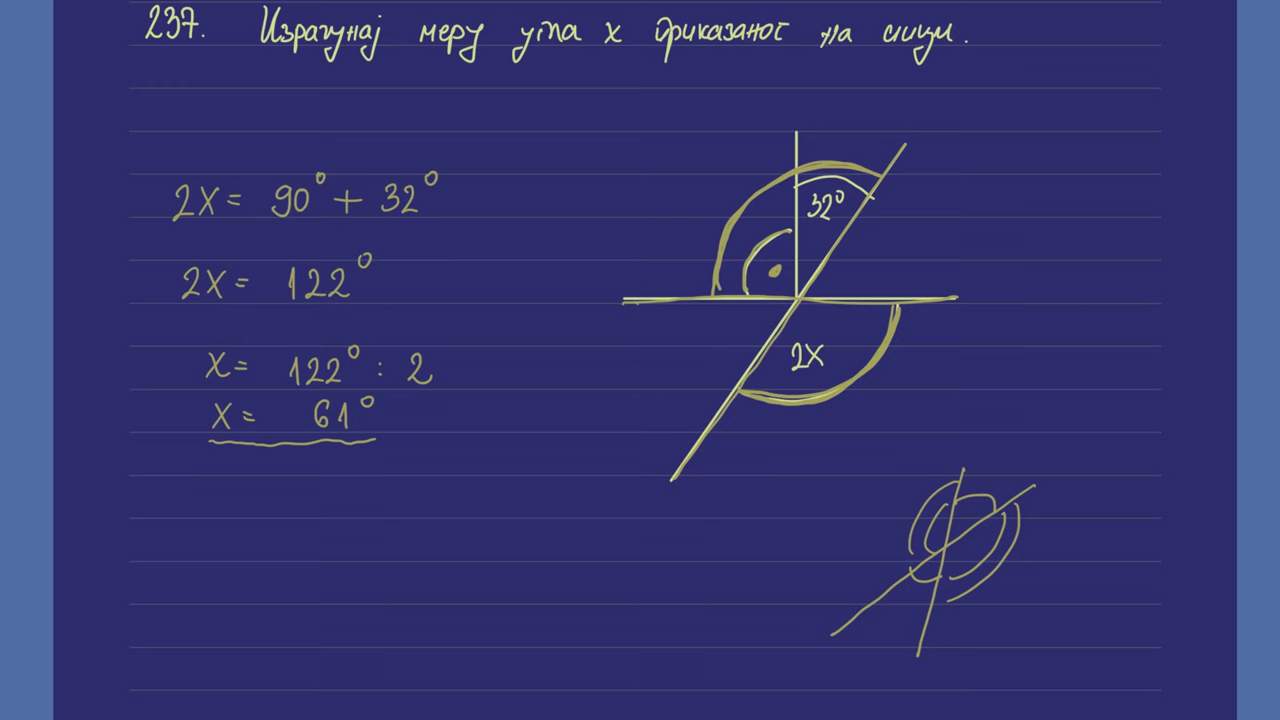 237. Израчунај меру угла x приказаног на слици.
2x = 90° + 32°
2x = 122°
x = 122° : 2
x = 61°
32°
2x